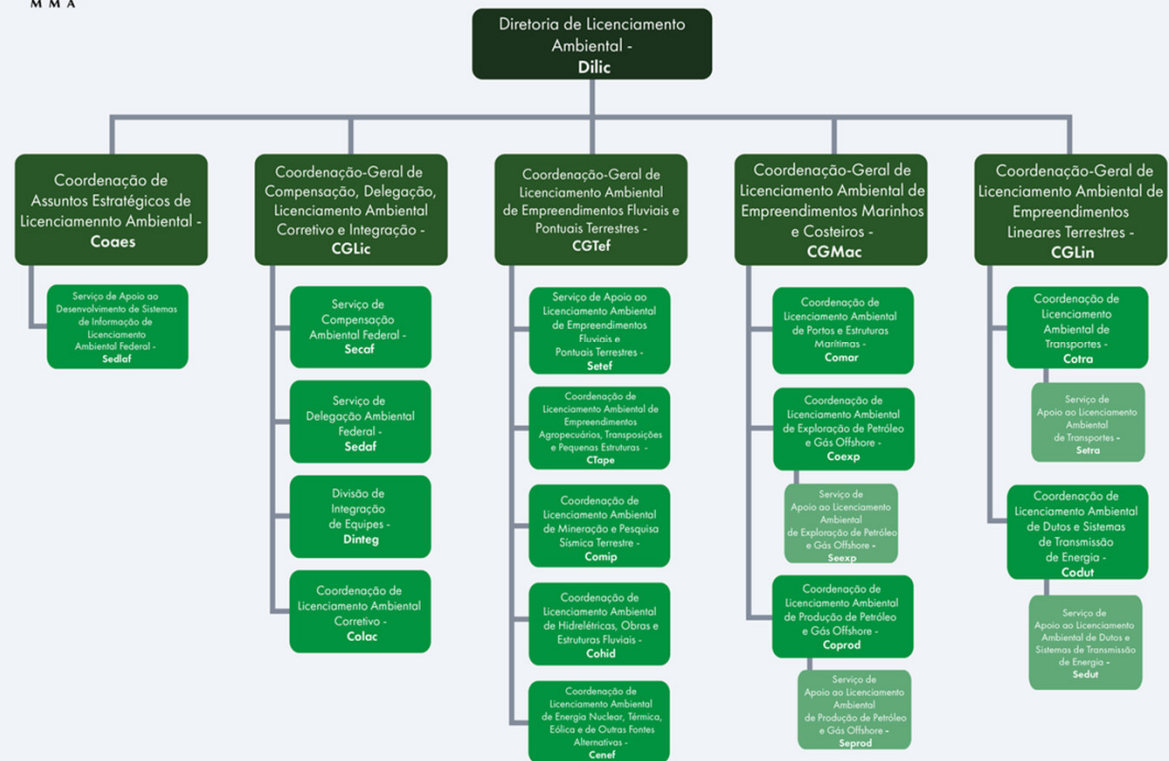 MMA
Diretoria de Licenciamento
Ambiental -
Dilic
Coordenação de
Assuntos Estratégicos de
Licenciamennto Ambiental -
Coaes
Serviço de Apoio ao
Desenvolvimento de Sistemas
de Informação de
Licenciamento
Ambiental Federal -
Sedlaf
Coordenação-Geral de
Compensação, Delegação,
Licenciamento Ambiental
Corretivo e Integração -
CGLic
Serviço de
Compensação
Ambiental Federal -
Secaf
Serviço de
Delegação Ambiental
Federal -
Sedaf
Divisão de
Integração
de Equipes -
Dinteg
Coordenação de
Licenciamento Ambiental
Corretivo -
Colac
Coordenação-Geral de
Licenciamento Ambiental
de Empreendimentos Fluviais e
Pontuais Terrestres -
CGTef
Serviço de Apoio ao
Licenciamento Ambiental
de Empreendimentos
Fluviais e
Pontuais Terrestres -
Setef
Coordenação de
Licenciamento Ambiental de
Empreendimentos
Agropecuários, Transposições
e Pequenas Estruturas -
CTape
Coordenação de
Licenciamento Ambiental
de Mineração e Pesquisa
Sísmica Terrestre -
Comip
Coordenação de
Licenciamento Ambiental
de Hidrelétricas, Obras e
Estruturas Fluviais -
Cohid
Coordenação de
Licenciamento Ambiental
de Energia Nuclear, Térmica,
Eólica e de Outras Fontes
Alternativas -
Cenef
Coordenação-Geral de
Licenciamento Ambiental de
Empreendimentos Marinhos
e Costeiros -
CGMac
Coordenação de
Licenciamento Ambiental
de Portos e Estruturas
Marítimas -
Comar
Coordenação de
Licenciamento Ambiental
de Exploração de Petróleo
e Gás Offshore -
Coexp
Serviço de
Apoio ao Licenciamento
Ambiental
de Exploração de Petróleo
e Gás Offshore -
Seexp
Coordenação de
Licenciamento Ambiental
de Produção de Petróleo
e Gás Offshore -
Coprod
Serviço de
Apoio ao Licenciamento
Ambiental
de Produção de Petróleo
e Gás Offshore -
Seprod
Coordenação-Geral de
Licenciamento Ambiental de
Empreendimentos
Lineares Terrestres -
CGLin
Coordenação de
Licenciamento
Ambiental de
Transportes -
Cotra
Serviço de
Apoio ao Licenciamento
Ambiental
de Transportes -
Setra
Coordenação de
Licenciamento Ambiental
de Dutos e Sistemas
de Transmissão
de Energia -
Codut
Serviço de
Apoio ao Licenciamento
Ambiental de Dutos e
Sistemas de Transmissão
de Energia -
Sedut